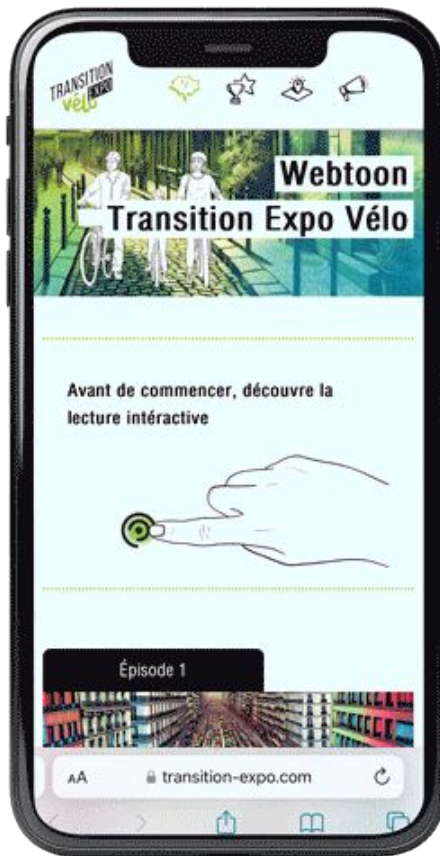 TRANSITION
vélo EXPO
Webtoon
Transition Expo Vélo
Avant de commencer, découvre la
lecture intéractive
Épisode 1
AA
transition-expo.com